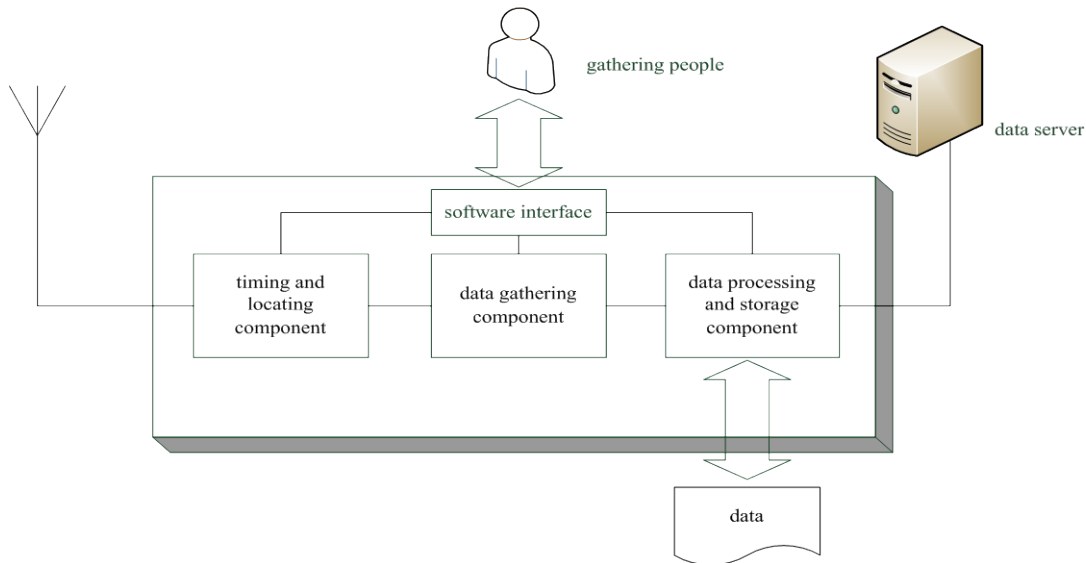 gathering people
data server
software interface
timing and
locating
component
data gathering
component
data processing
and storage
component
data